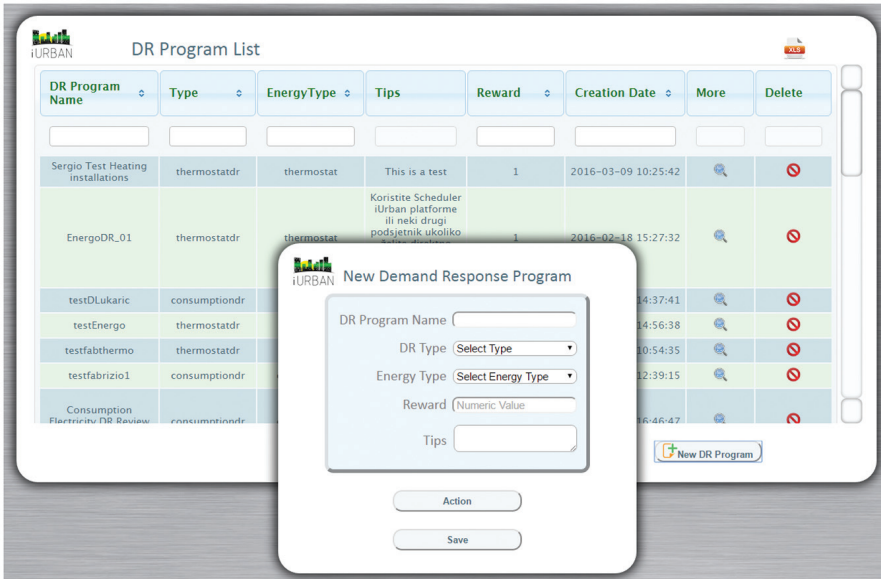 iURBAN
DR Program List
XLS
DR Program Name
Type
EnergyType
Tips
Reward
Creation Date
More
Delete
Sergio Test Heating installations
thermostatdr
thermostat
This is a test
1
2016-03-09 10:25:42
EnergoDR_01
thermostatdr
thermostat
Koristite Scheduler
iUrban platforme
ili neki drugi
podsjetnik ukoliko
1
2016-02-18 15:27:32
testDLukaric
consumptiondr
14:37:41
testEnergo
thermostatdr
14:56:38
testfabthermo
thermostatdr
10:54:35
testfabrizio1
consumptiondr
12:39:15
Consumption
Electricity DR Review
consumptiondr
16:46:47
New DR Program
iURBAN
New Demand Response Program
DR Program Name
DR Type
Select Type
Energy Type
Select Energy Type
Reward
Numeric Value
Tips
Action
Save